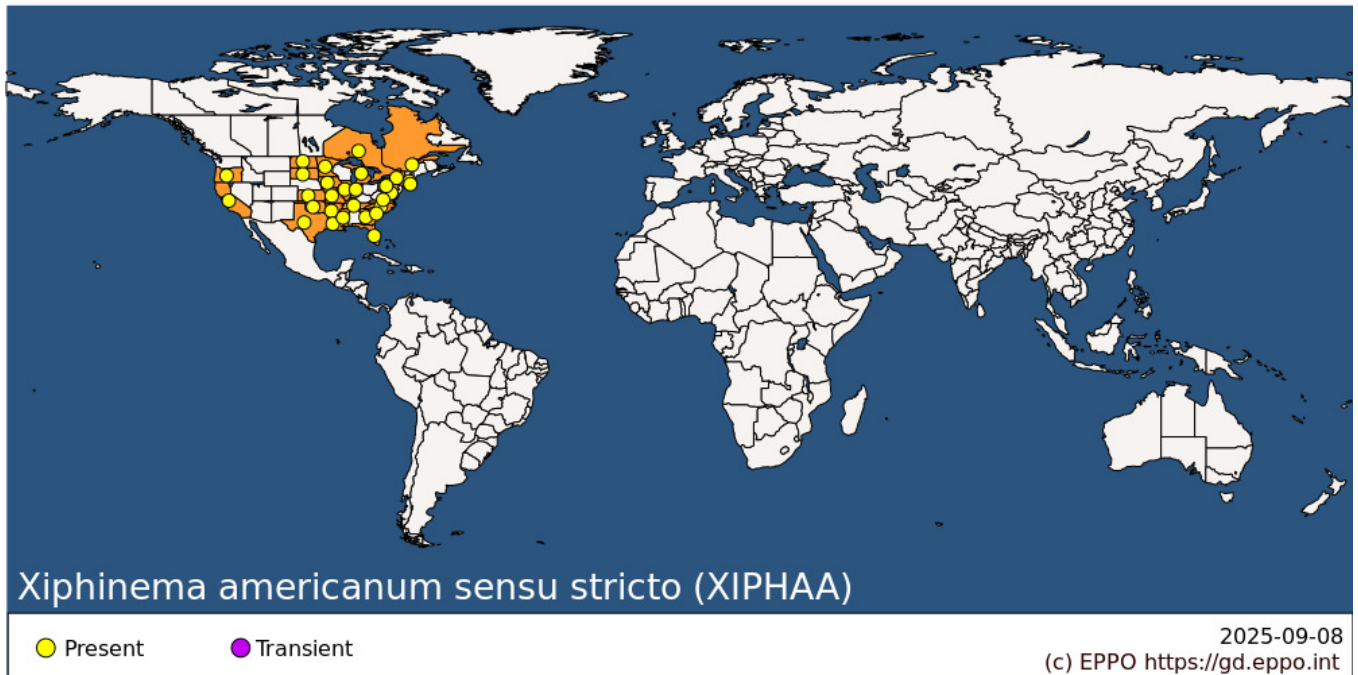 Xiphinema americanum sensu stricto (XIPHAA)
Present
Transient
2025-09-08
(c) EPPO https://gd.eppo.int